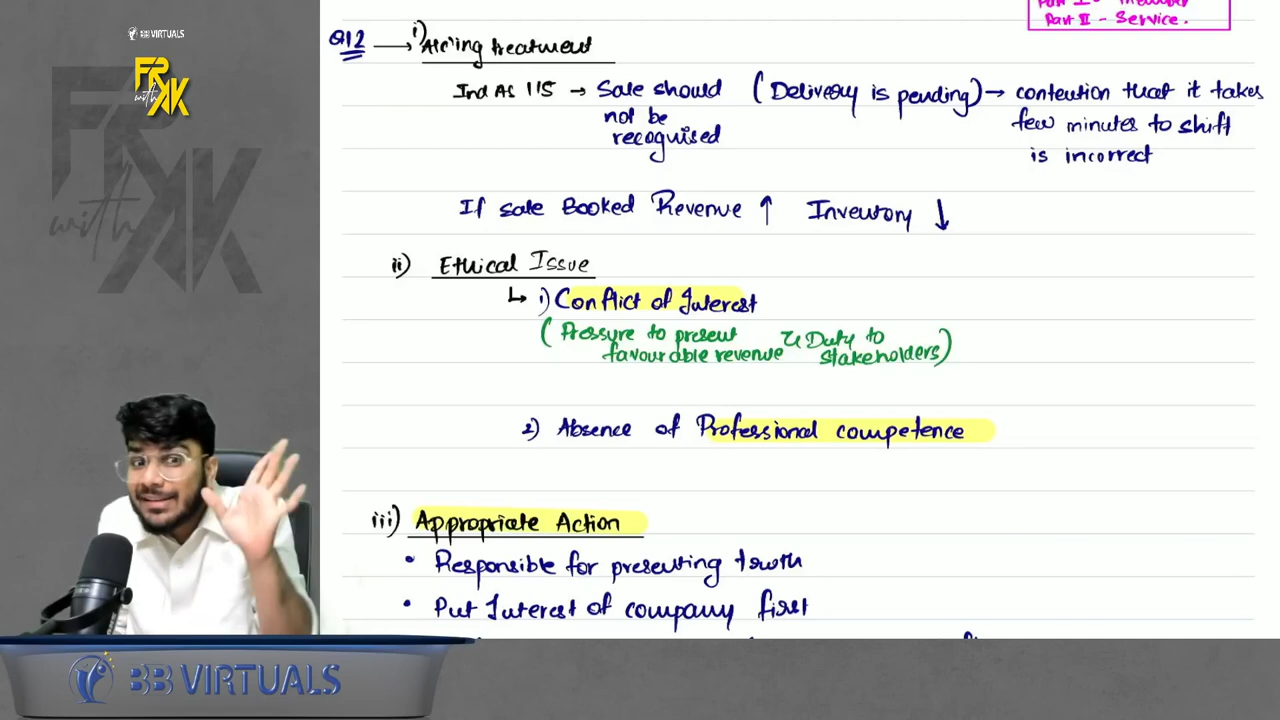 BB VIRTUALS
FR
with
AK
Part II - Service.
Q12 → i) Acc'ing treatment
Ind AS 115 → Sale should not be recognised (Delivery is pending) → contention that it takes few minutes to shift is incorrect
If Sale Booked Revenue ↑ Inventory ↓
ii) Ethical Issue
↳ 1) Conflict of Interest
(Pressure to present favourable revenue & Duty to stakeholders)
2) Absence of Professional competence
iii) Appropriate Action
• Responsible for presenting truth
• Put Interest of company first
BB VIRTUALS